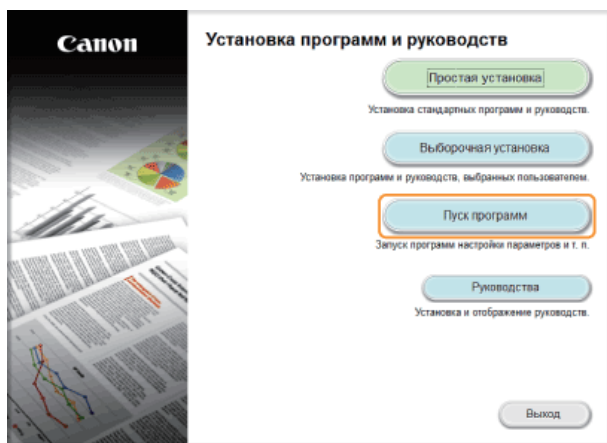 Canon
Установка программ и руководств
Простая установка
Установка стандартных программ и руководств.
Выборочная установка
Установка программ и руководств, выбранных пользователем.
Пуск программ
Запуск программ настройки параметров и т. п.
Руководства
Установка и отображение руководств.
Выход